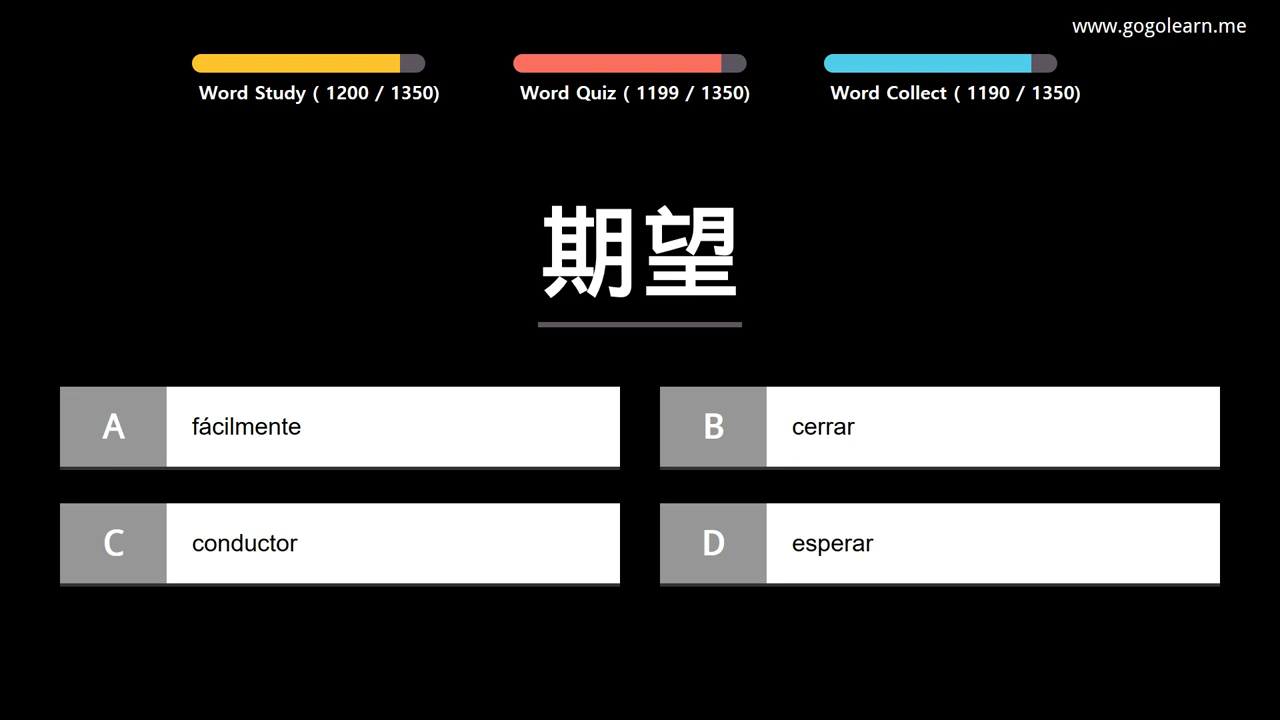 www.gogolearn.me
Word Study ( 1200 / 1350)
Word Quiz ( 1199 / 1350)
Word Collect ( 1190 / 1350)
期望
A fácilmente
B cerrar
C conductor
D esperar